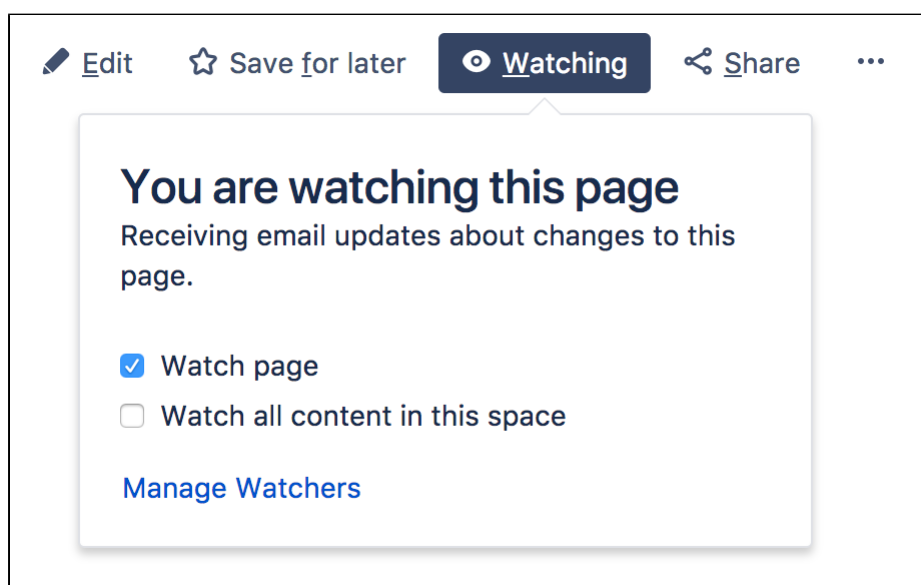 Edit Save for later Watching Share ...
You are watching this page
Receiving email updates about changes to this
page.
Watch page
Watch all content in this space
Manage Watchers